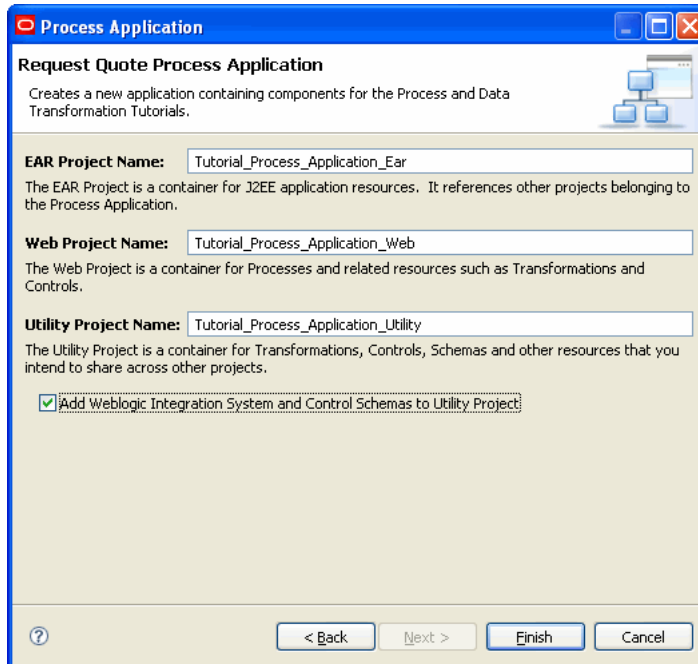 Process Application
Request Quote Process Application
Creates a new application containing components for the Process and Data
Transformation Tutorials.
EAR Project Name: Tutorial_Process_Application_Ear
The EAR Project is a container for J2EE application resources. It references other projects belonging to
the Process Application.
Web Project Name: Tutorial_Process_Application_Web
The Web Project is a container for Processes and related resources such as Transformations and
Controls.
Utility Project Name: Tutorial_Process_Application_Utility
The Utility Project is a container for Transformations, Controls, Schemas and other resources that you
intend to share across other projects.
Add Weblogic Integration System and Control Schemas to Utility Project
? < Back Next > Finish Cancel